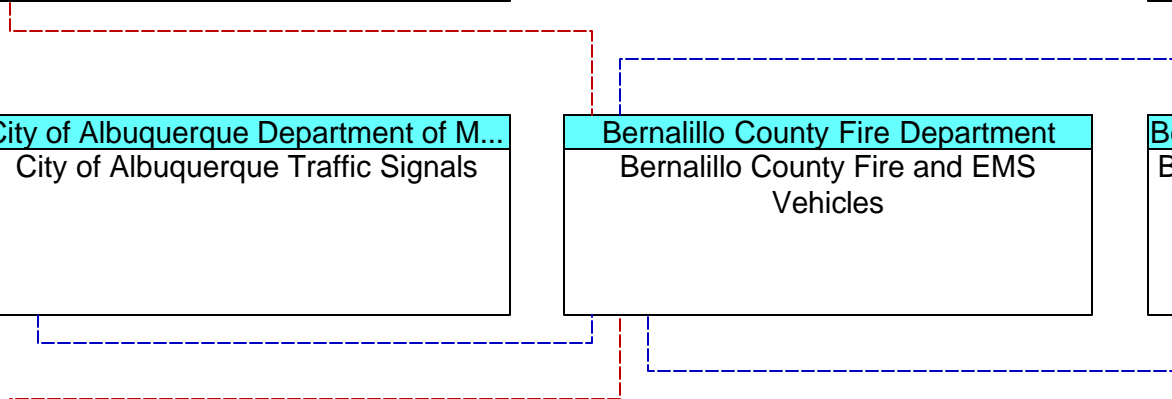 City of Albuquerque Department of M...
City of Albuquerque Traffic Signals
Bernalillo County Fire Department
Bernalillo County Fire and EMS
Vehicles